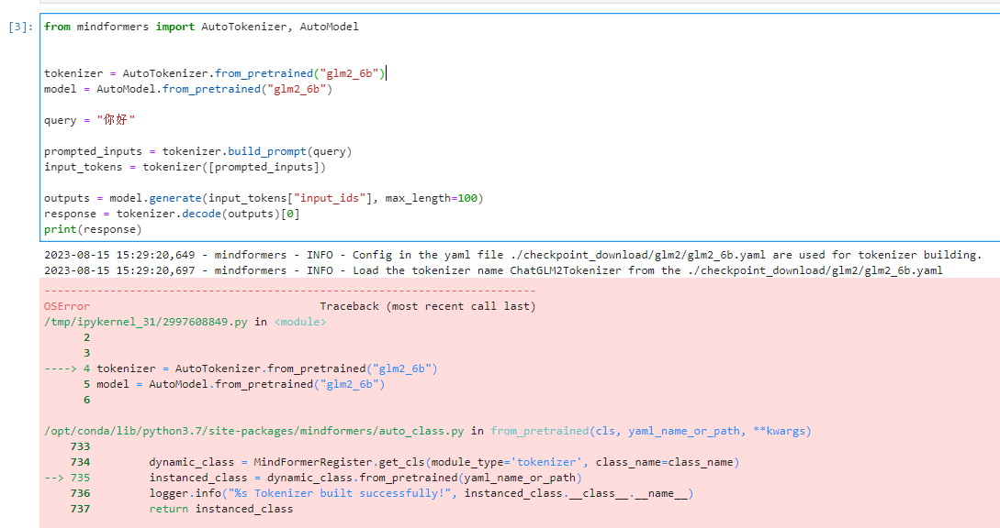 [3]: from mindformers import AutoTokenizer, AutoModel
tokenizer = AutoTokenizer.from_pretrained("glm2_6b")
model = AutoModel.from_pretrained("glm2_6b")
query = "你好"
prompted_inputs = tokenizer.build_prompt(query)
input_tokens = tokenizer([prompted_inputs])
outputs = model.generate(input_tokens["input_ids"], max_length=100)
response = tokenizer.decode(outputs)[0]
print(response)
2023-08-15 15:29:20,649 - mindformers - INFO - Config in the yaml file ./checkpoint_download/glm2/glm2_6b.yaml are used for tokenizer building.
2023-08-15 15:29:20,697 - mindformers - INFO - Load the tokenizer name ChatGLM2Tokenizer from the ./checkpoint_download/glm2/glm2_6b.yaml
---------------------------------------------------------------------------
OSError                                   Traceback (most recent call last)
/tmp/ipykernel_31/2997608849.py in <module>
      2
      3
----> 4 tokenizer = AutoTokenizer.from_pretrained("glm2_6b")
      5 model = AutoModel.from_pretrained("glm2_6b")
      6
/opt/conda/lib/python3.7/site-packages/mindformers/auto_class.py in from_pretrained(cls, yaml_name_or_path, **kwargs)
    733
    734         dynamic_class = MindFormerRegister.get_cls(module_type='tokenizer', class_name=class_name)
--> 735         instanced_class = dynamic_class.from_pretrained(yaml_name_or_path)
    736         logger.info("%s Tokenizer built successfully!", instanced_class.__class__.__name__)
    737         return instanced_class